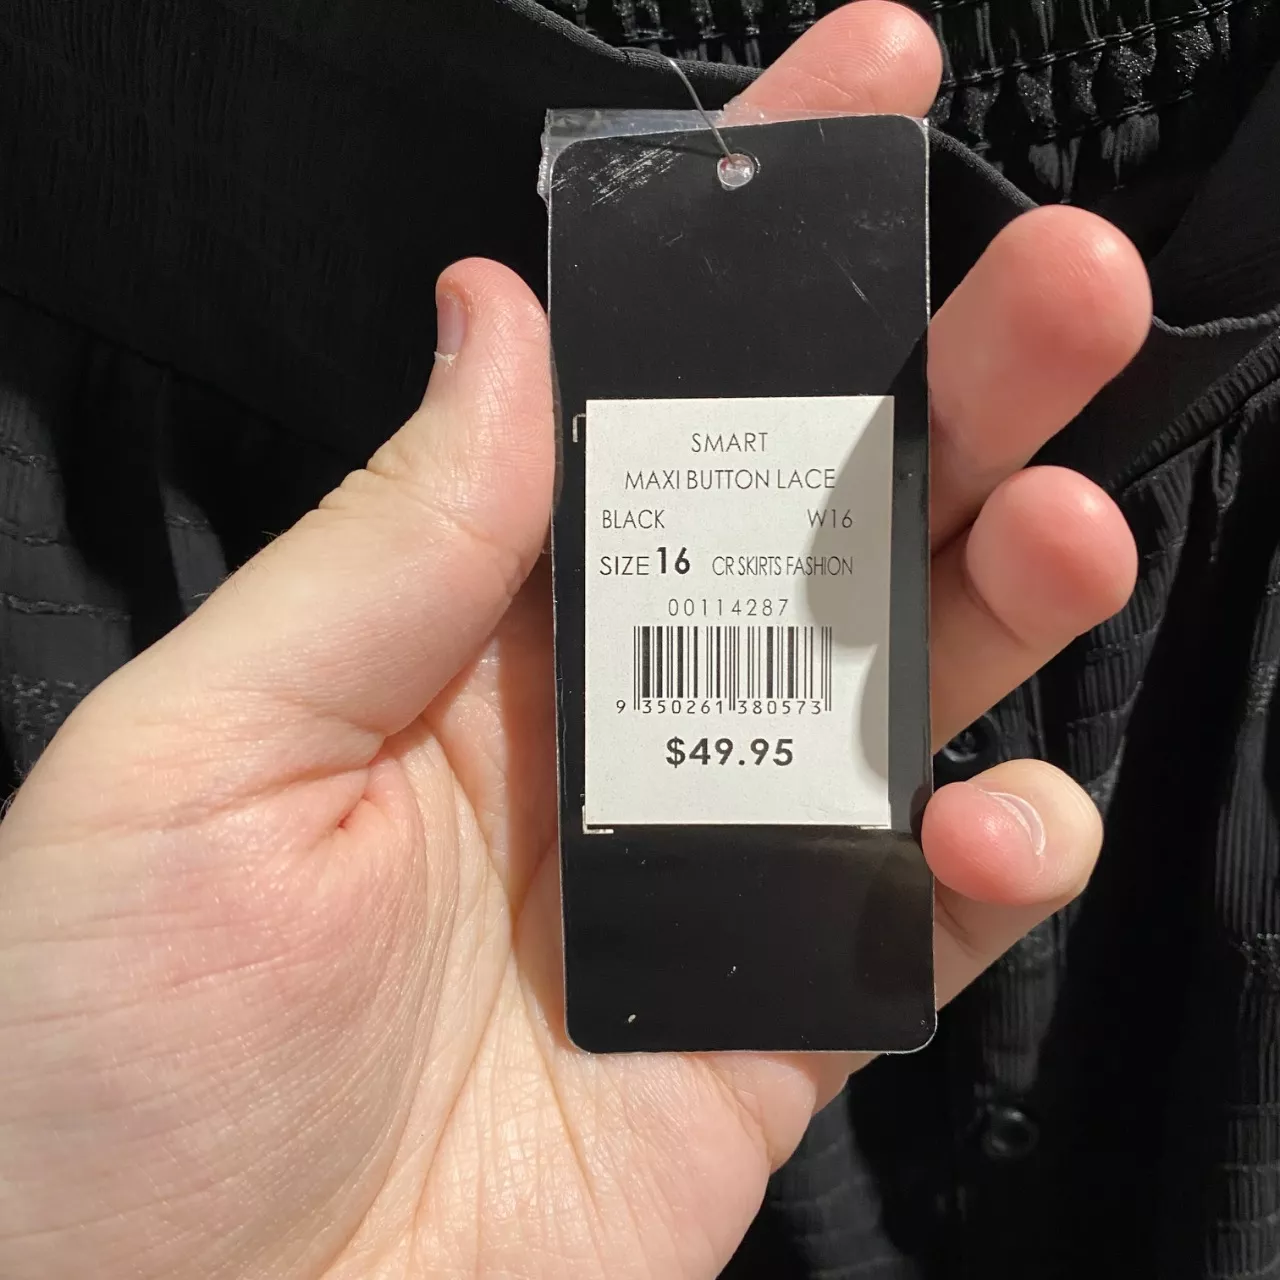 SMART
MAXI BUTTON LACE
BLACK W16
SIZE 16 CR SKIRTS FASHION
00114287
9 350261 380573
$49.95